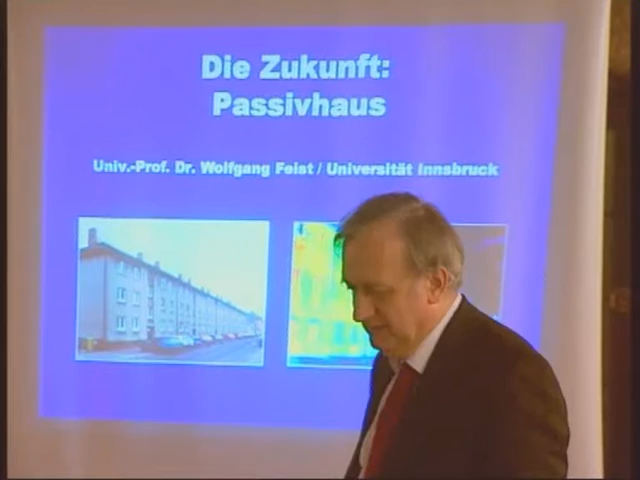 Die Zukunft:
Passivhaus
Univ.-Prof. Dr. Wolfgang Feist / Universität Innsbruck